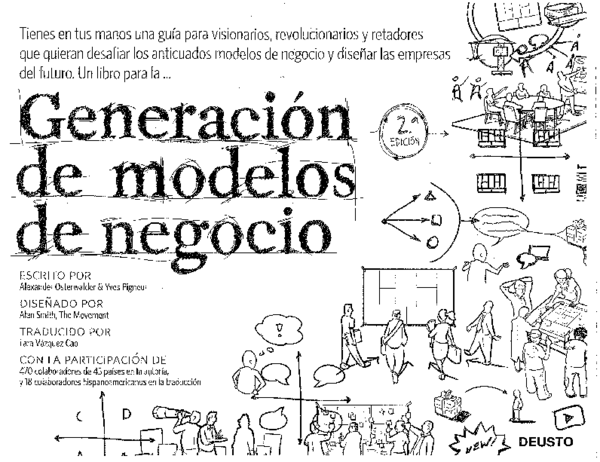 Tienes en tus manos una guía para visionarios, revolucionarios y retadores
que quieran desafiar los anticuados modelos de negocio y diseñar las empresas
del futuro. Un libro para la ...
Generación
de modelos
de negocio
2.ª
EDICIÓN
ESCRITO POR
Alexander Osterwalder & Yves Pigneur
DISEÑADO POR
Alan Smith, The Movement
TRADUCIDO POR
Lara Vázquez Cao
CON LA PARTICIPACIÓN DE
470 colaboradores de 45 países en la autoría,
y 18 colaboradores hispanoamericanos en la traducción
C D
NEW!
DEUSTO